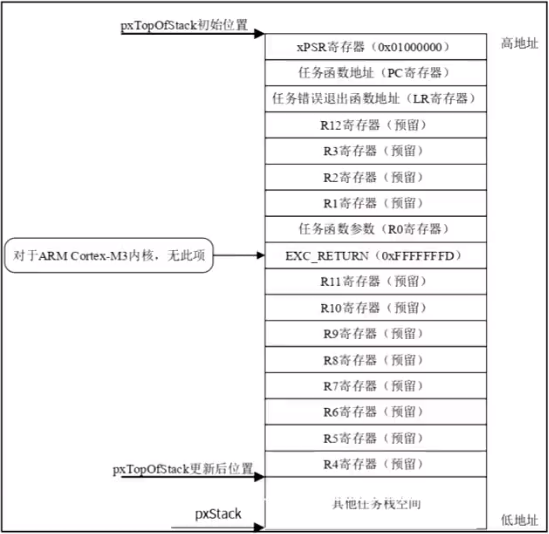 pxTopOfStack初始位置
高地址
xPSR寄存器（0x01000000）
任务函数地址（PC寄存器）
任务错误退出函数地址（LR寄存器）
R12寄存器（预留）
R3寄存器（预留）
R2寄存器（预留）
R1寄存器（预留）
任务函数参数（R0寄存器）
对于ARM Cortex-M3内核，无此项
EXC_RETURN（0xFFFFFFFD）
R11寄存器（预留）
R10寄存器（预留）
R9寄存器（预留）
R8寄存器（预留）
R7寄存器（预留）
R6寄存器（预留）
R5寄存器（预留）
R4寄存器（预留）
pxTopOfStack更新后位置
其他任务栈空间
pxStack
低地址